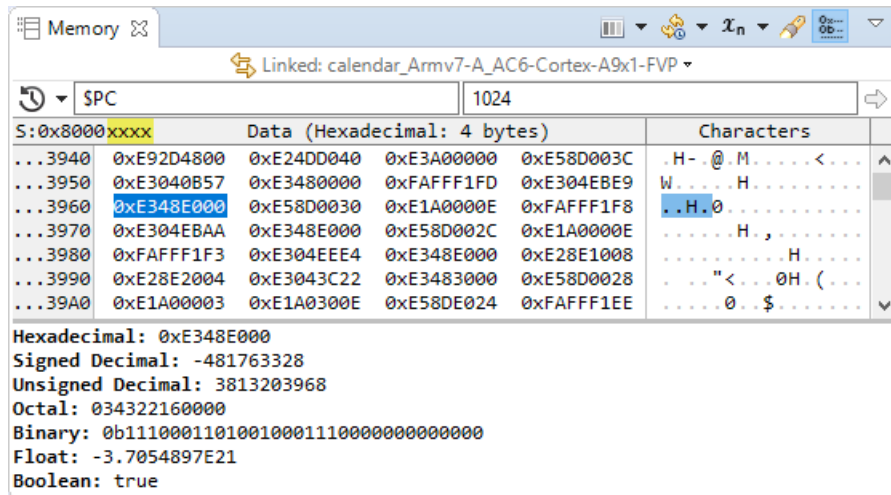 Memory
Linked: calendar_Armv7-A_AC6-Cortex-A9x1-FVP
$PC 1024
S:0x8000xxxx Data (Hexadecimal: 4 bytes) Characters
...3940 0xE92D4800 0xE24DD040 0xE3A00000 0xE58D003C .H-.@.M.....<...
...3950 0xE3040B57 0xE3480000 0xFAFFF1FD 0xE304EBE9 W.....H.........
...3960 0xE348E000 0xE58D0030 0xE1A0000E 0xFAFFF1F8 ..H.0...........
...3970 0xE304EBAA 0xE348E000 0xE58D002C 0xE1A0000E ......H.,.......
...3980 0xFAFFF1F3 0xE304EEE4 0xE348E000 0xE28E1008 ..........H.....
...3990 0xE28E2004 0xE3043C22 0xE3483000 0xE58D0028 . .."<...0H.(...
...39A0 0xE1A00003 0xE1A0300E 0xE58DE024 0xFAFFF1EE .....0..$.......
Hexadecimal: 0xE348E000
Signed Decimal: -481763328
Unsigned Decimal: 3813203968
Octal: 034322160000
Binary: 0b11100011010010001110000000000000
Float: -3.7054897E21
Boolean: true